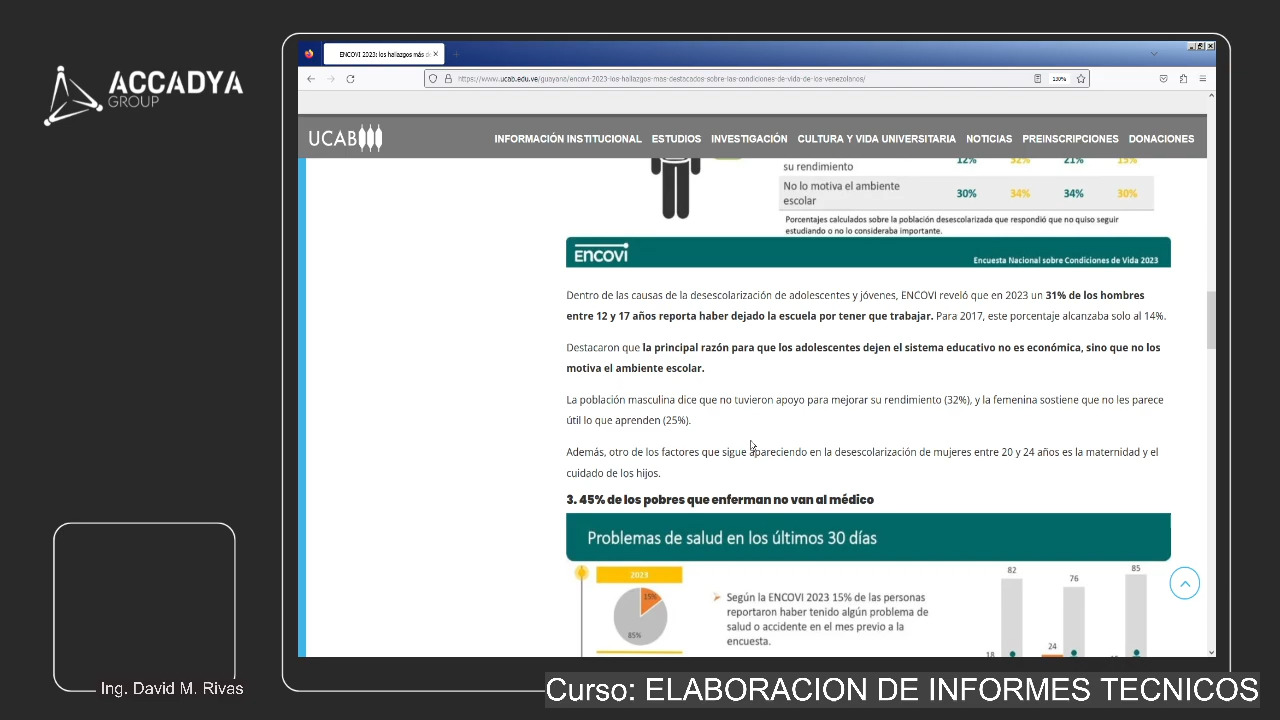 ACCADYA
GROUP
ENCOVI 2023: los hallazgos más de
https://www.ucab.edu.ve/guayana/encovi-2023-los-hallazgos-mas-destacados-sobre-las-condiciones-de-vida-de-los-venezolanos/
130%
UCAB
INFORMACIÓN INSTITUCIONAL ESTUDIOS INVESTIGACIÓN CULTURA Y VIDA UNIVERSITARIA NOTICIAS PREINSCRIPCIONES DONACIONES
su rendimiento 12% 32% 21% 15%
No lo motiva el ambiente
escolar 30% 34% 34% 30%
Porcentajes calculados sobre la población desescolarizada que respondió que no quiso seguir
estudiando o no lo consideraba importante.
ENCOVI
Encuesta Nacional sobre Condiciones de Vida 2023
Dentro de las causas de la desescolarización de adolescentes y jóvenes, ENCOVI reveló que en 2023 un 31% de los hombres
entre 12 y 17 años reporta haber dejado la escuela por tener que trabajar. Para 2017, este porcentaje alcanzaba solo al 14%.
Destacaron que la principal razón para que los adolescentes dejen el sistema educativo no es económica, sino que no los
motiva el ambiente escolar.
La población masculina dice que no tuvieron apoyo para mejorar su rendimiento (32%), y la femenina sostiene que no les parece
útil lo que aprenden (25%).
Además, otro de los factores que sigue apareciendo en la desescolarización de mujeres entre 20 y 24 años es la maternidad y el
cuidado de los hijos.
3. 45% de los pobres que enferman no van al médico
Problemas de salud en los últimos 30 días
2023
15%
85%
Según la ENCOVI 2023 15% de las personas
reportaron haber tenido algún problema de
salud o accidente en el mes previo a la
encuesta.
82 76 85
18 24
Ing. David M. Rivas
Curso: ELABORACION DE INFORMES TECNICOS